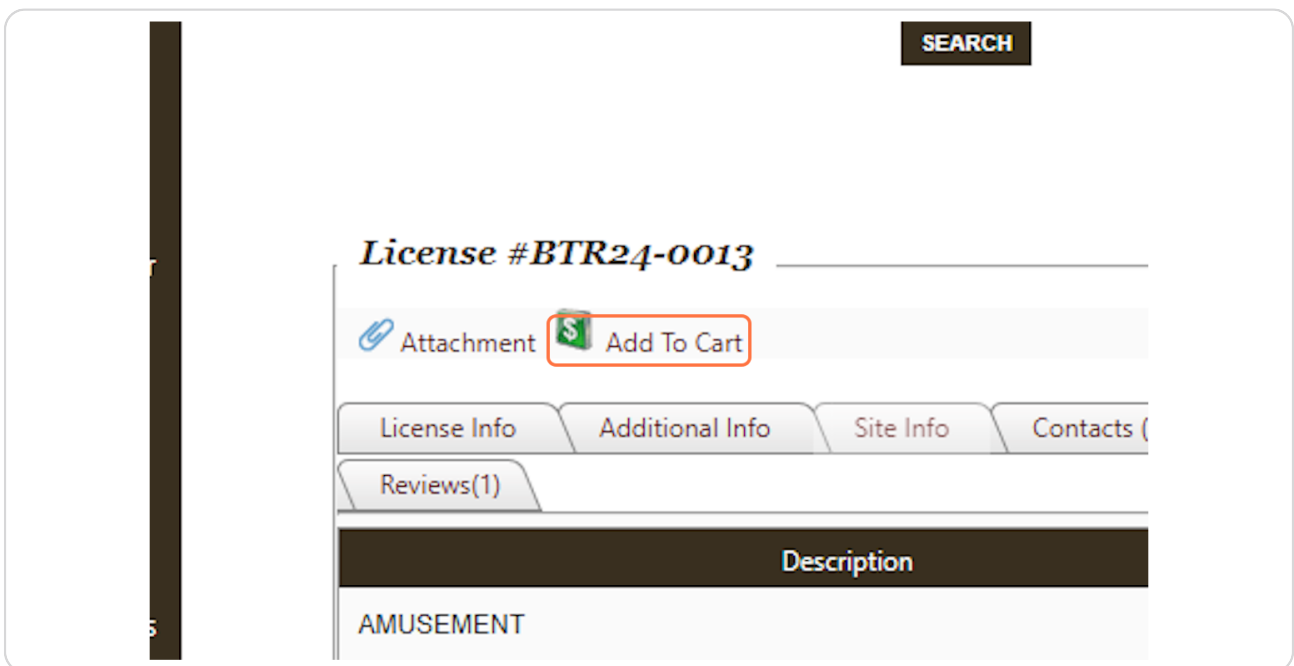 SEARCH
License #BTR24-0013
Attachment Add To Cart
License Info Additional Info Site Info Contacts (
Reviews(1)
Description
AMUSEMENT